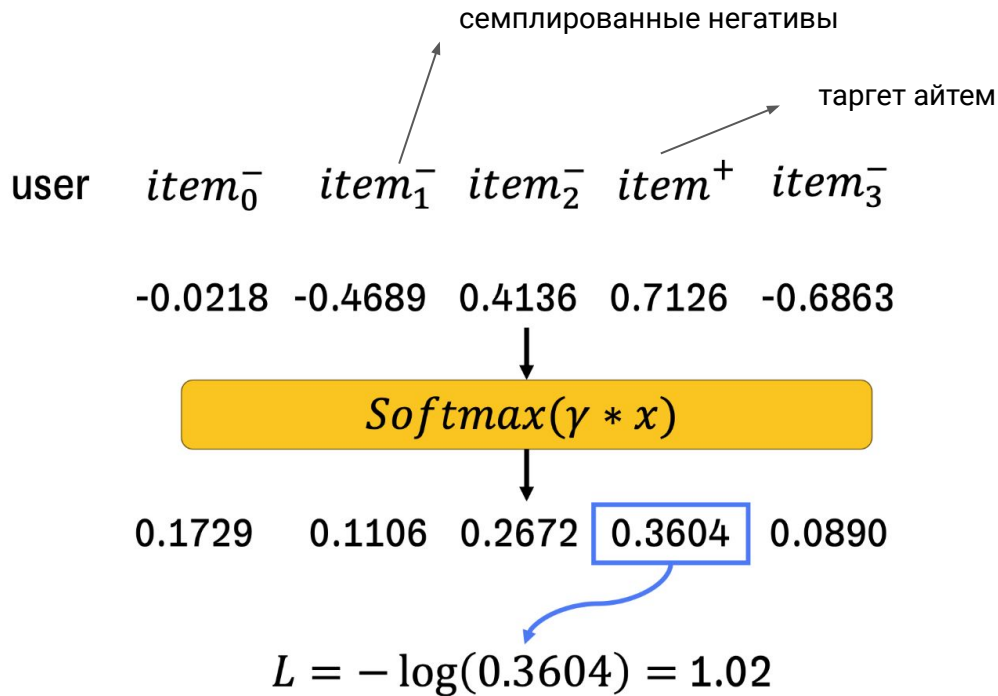 семплированные негативы
таргет айтем
user item₀⁻ item₁⁻ item₂⁻ item⁺ item₃⁻
-0.0218 -0.4689 0.4136 0.7126 -0.6863
Softmax(γ * x)
0.1729 0.1106 0.2672 0.3604 0.0890
L = − log(0.3604) = 1.02